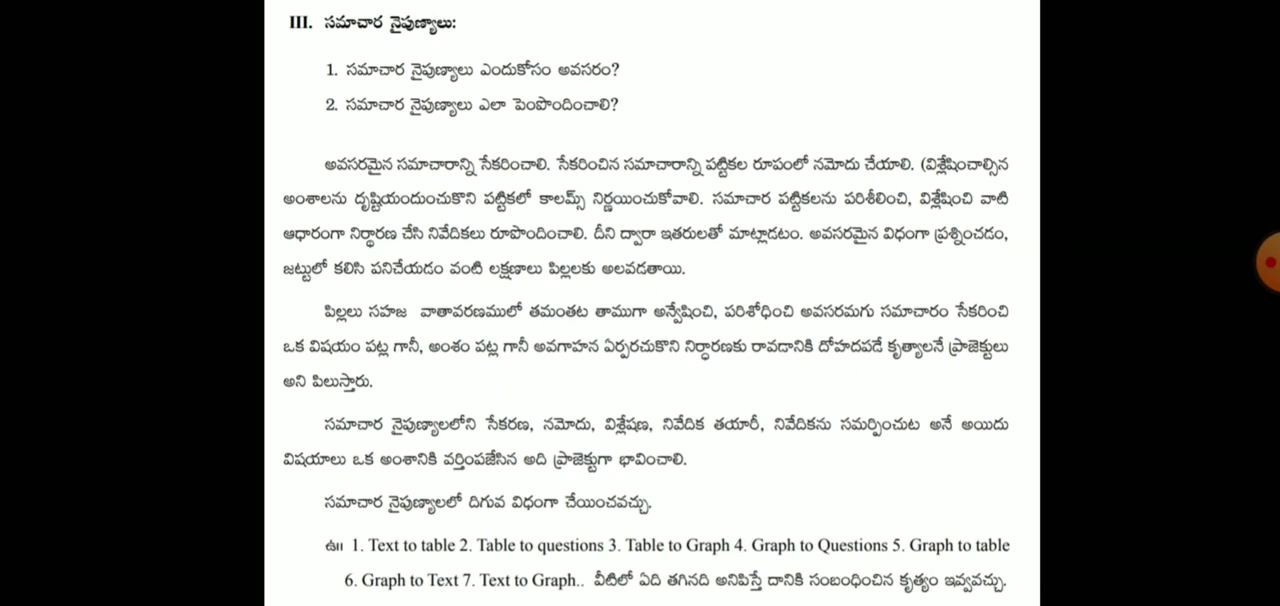 III. సమాచార నైపుణ్యాలు:
1. సమాచార నైపుణ్యాలు ఎందుకోసం అవసరం?
2. సమాచార నైపుణ్యాలు ఎలా పెంపొందించాలి?
అవసరమైన సమాచారాన్ని సేకరించాలి. సేకరించిన సమాచారాన్ని పట్టికల రూపంలో నమోదు చేయాలి. (విశ్లేషించాల్సిన
అంశాలను దృష్టియందుంచుకొని పట్టికలో కాలమ్స్ నిర్ణయించుకోవాలి. సమాచార పట్టికలను పరిశీలించి, విశ్లేషించి వాటి
ఆధారంగా నిర్థారణ చేసి నివేదికలు రూపొందించాలి. దీని ద్వారా ఇతరులతో మాట్లాడటం. అవసరమైన విధంగా ప్రశ్నించడం,
జట్టులో కలిసి పనిచేయడం వంటి లక్షణాలు పిల్లలకు అలవడతాయి.
పిల్లలు సహజ వాతావరణములో తమంతట తాముగా అన్వేషించి, పరిశోధించి అవసరమగు సమాచారం సేకరించి
ఒక విషయం పట్ల గానీ, అంశం పట్ల గానీ అవగాహన ఏర్పరచుకొని నిర్ధారణకు రావడానికి దోహదపడే కృత్యాలనే ప్రాజెక్టులు
అని పిలుస్తారు.
సమాచార నైపుణ్యాలలోని సేకరణ, నమోదు, విశ్లేషణ, నివేదిక తయారీ, నివేదికను సమర్పించుట అనే అయిదు
విషయాలు ఒక అంశానికి వర్తింపజేసిన అది ప్రాజెక్టుగా భావించాలి.
సమాచార నైపుణ్యాలలో దిగువ విధంగా చేయించవచ్చు.
ఉ॥ 1. Text to table 2. Table to questions 3. Table to Graph 4. Graph to Questions 5. Graph to table
6. Graph to Text 7. Text to Graph.. వీటిలో ఏది తగినది అనిపిస్తే దానికి సంబంధించిన కృత్యం ఇవ్వవచ్చు.